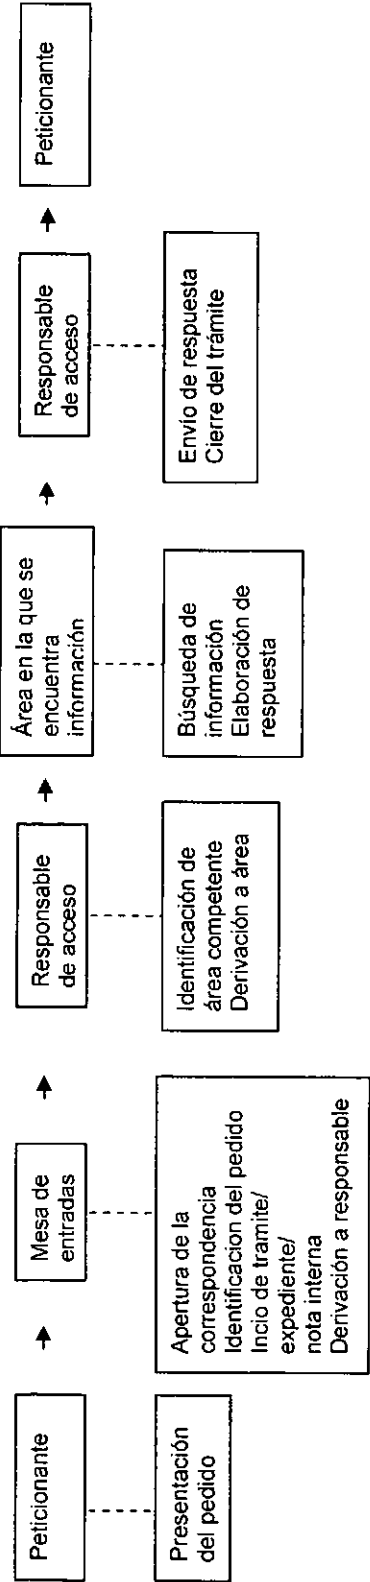 Peticionante
Presentación
del pedido
Mesa de
entradas
Apertura de la
correspondencia
Identificacion del pedido
Incio de tramite/
expediente/
nota interna
Derivación a responsable
Responsable
de acceso
Identificación de
área competente
Derivación a área
Área en la que se
encuentra
información
Búsqueda de
información
Elaboración de
respuesta
Responsable
de acceso
Envío de respuesta
Cierre del trámite
Peticionante